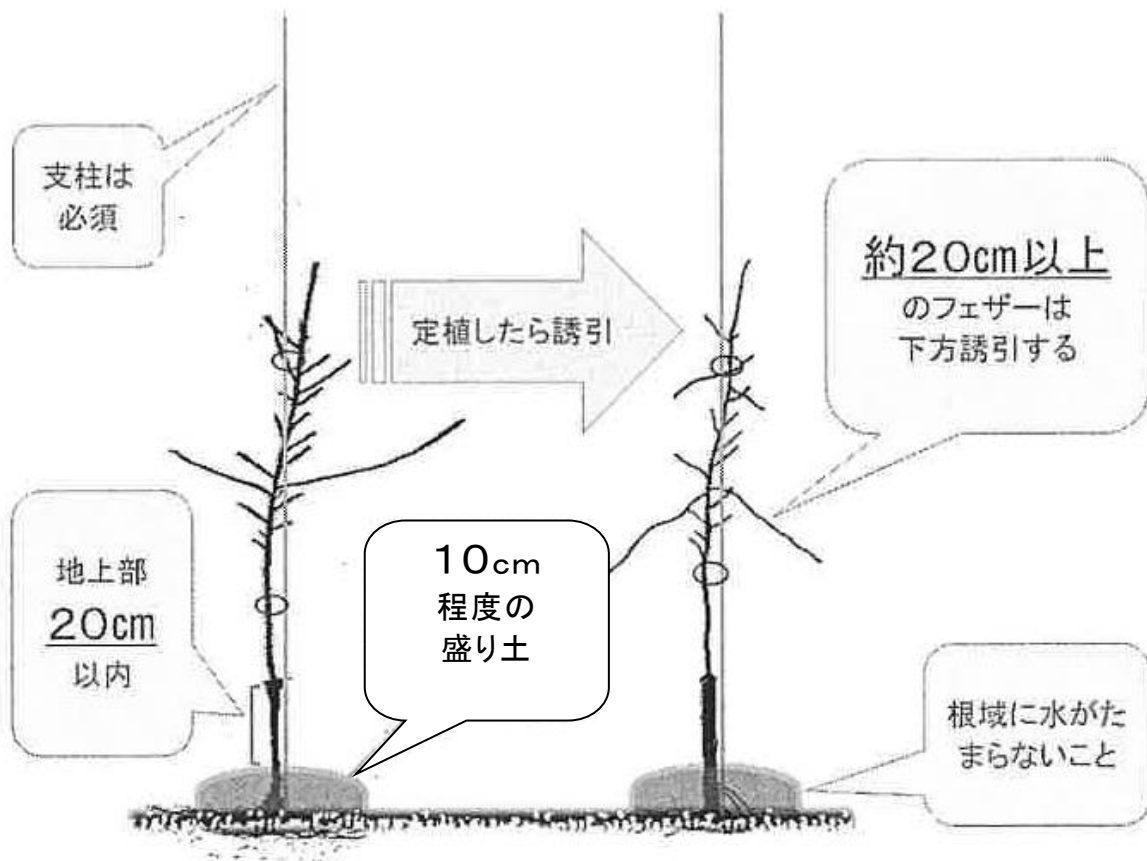 支柱は
必須
定植したら誘引
約20cm以上
のフェザーは
下方誘引する
地上部
20cm
以内
10cm
程度の
盛り土
根域に水がた
まらないこと